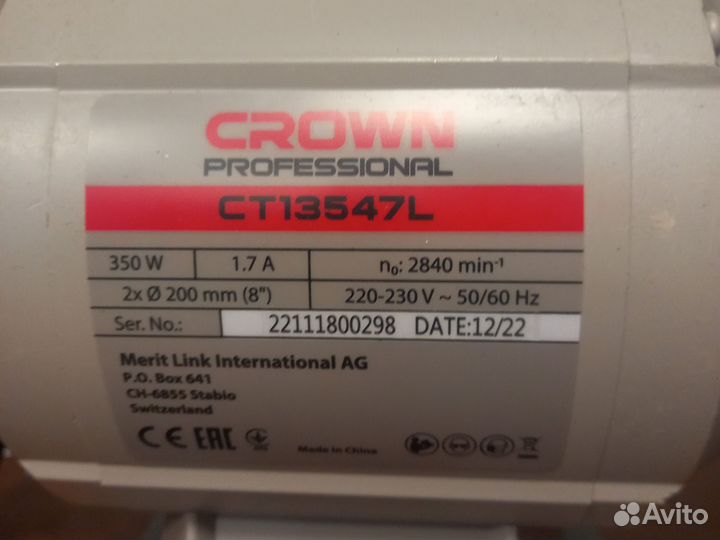 CROWN
PROFESSIONAL
CT13547L
350 W 1.7 A n₀: 2840 min⁻¹
2x Ø 200 mm (8") 220-230 V ~ 50/60 Hz
Ser. No.: 22111800298 DATE:12/22
Merit Link International AG
P.O. Box 641
CH-6855 Stabio
Switzerland
CE EAC Made in China
Avito